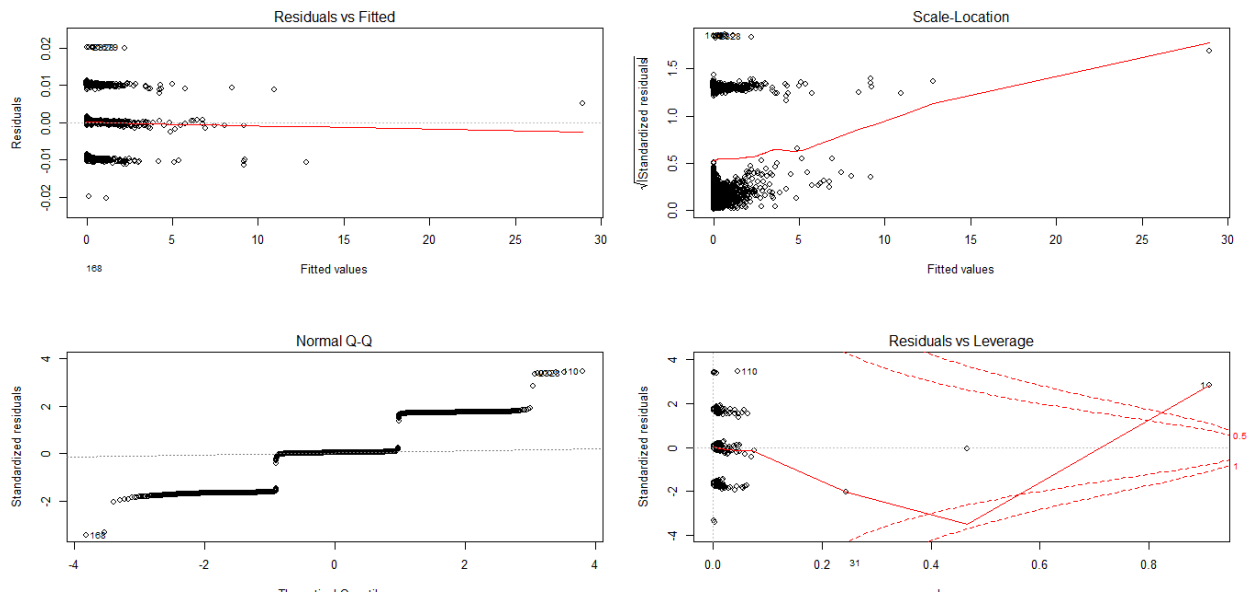 Residuals vs Fitted
Residuals
0.02
0.01
0.00
-0.01
-0.02
0 5 10 15 20 25 30
168
Fitted values
Scale-Location
√|Standardized residuals|
1.5
1.0
0.5
0.0
0 5 10 15 20 25 30
Fitted values
Normal Q-Q
Standardized residuals
4
2
0
-2
110
168
-4 -2 0 2 4
Residuals vs Leverage
Standardized residuals
4
2
0
-2
-4
110
1
0.5
1
0.0 0.2 0.4 0.6 0.8
31